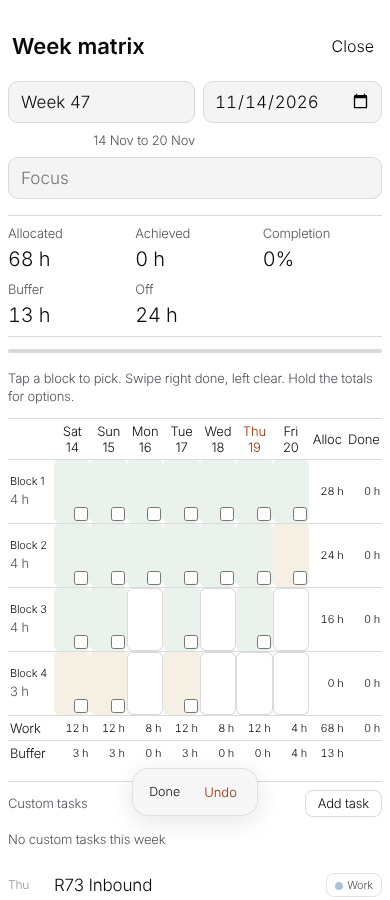 Week matrix Close
Week 47 11/14/2026
14 Nov to 20 Nov
Focus
Allocated Achieved Completion
68 h 0 h 0%
Buffer Off
13 h 24 h
Tap a block to pick. Swipe right done, left clear. Hold the totals
for options.
Sat Sun Mon Tue Wed Thu Fri Alloc Done
14 15 16 17 18 19 20
Block 1 28 h 0 h
4 h
Block 2 24 h 0 h
4 h
Block 3 16 h 0 h
4 h
Block 4 0 h 0 h
3 h
Work 12 h 12 h 8 h 12 h 8 h 12 h 4 h 68 h 0 h
Buffer 3 h 3 h 0 h 3 h 0 h 0 h 4 h 13 h
Done Undo
Custom tasks Add task
No custom tasks this week
Thu R73 Inbound Work